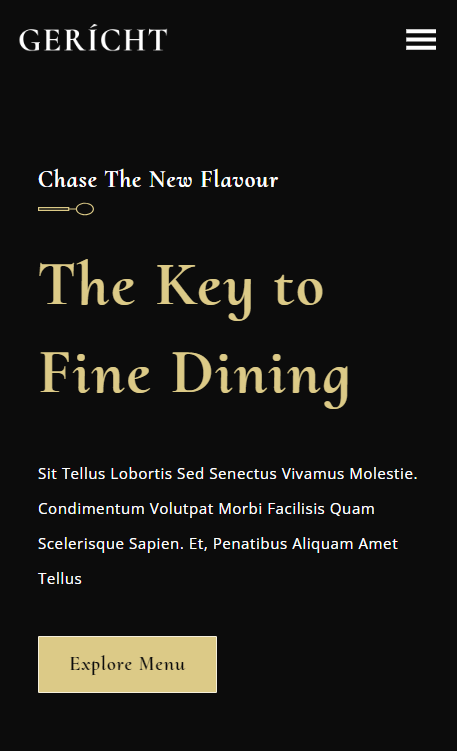 GERÍCHT
Chase The New Flavour
The Key to
Fine Dining
Sit Tellus Lobortis Sed Senectus Vivamus Molestie.
Condimentum Volutpat Morbi Facilisis Quam
Scelerisque Sapien. Et, Penatibus Aliquam Amet
Tellus
Explore Menu